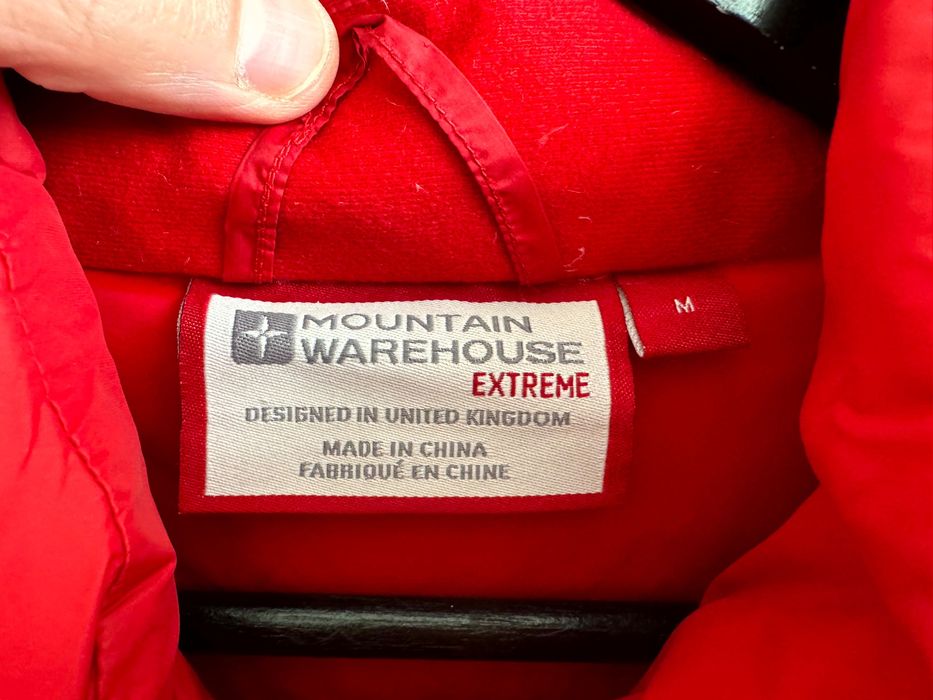 MOUNTAIN
WAREHOUSE
EXTREME
DESIGNED IN UNITED KINGDOM
MADE IN CHINA
FABRIQUÉ EN CHINE
M